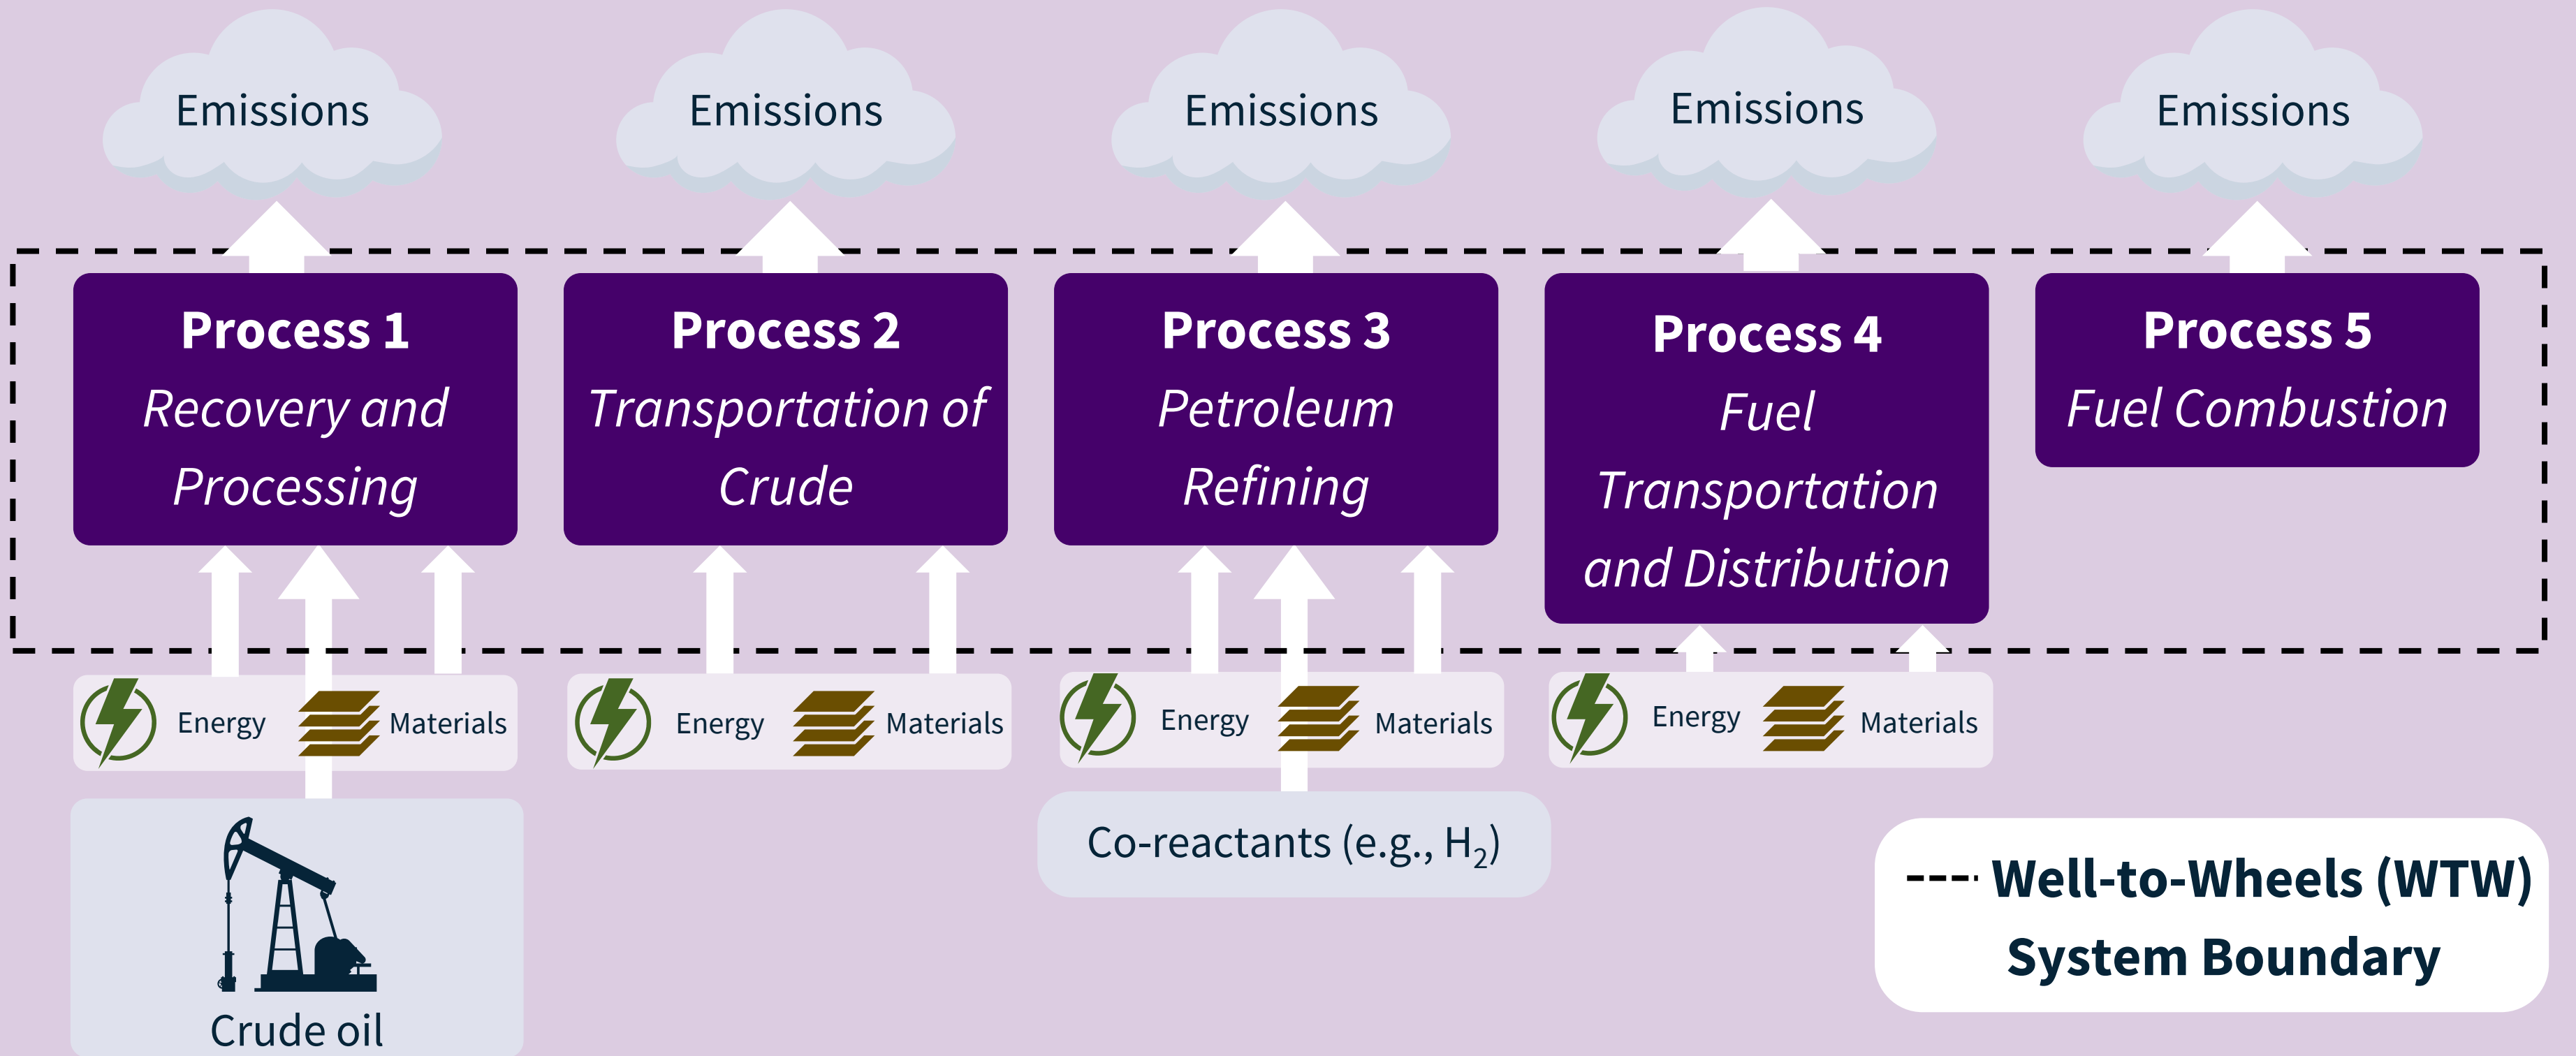 Emissions
Emissions
Emissions
Emissions
Emissions
Process 1
Recovery and
Processing
Process 2
Transportation of
Crude
Process 3
Petroleum
Refining
Process 4
Fuel
Transportation
and Distribution
Process 5
Fuel Combustion
Energy
Materials
Energy
Materials
Energy
Materials
Energy
Materials
Crude oil
Co-reactants (e.g., H₂)
Well-to-Wheels (WTW)
System Boundary